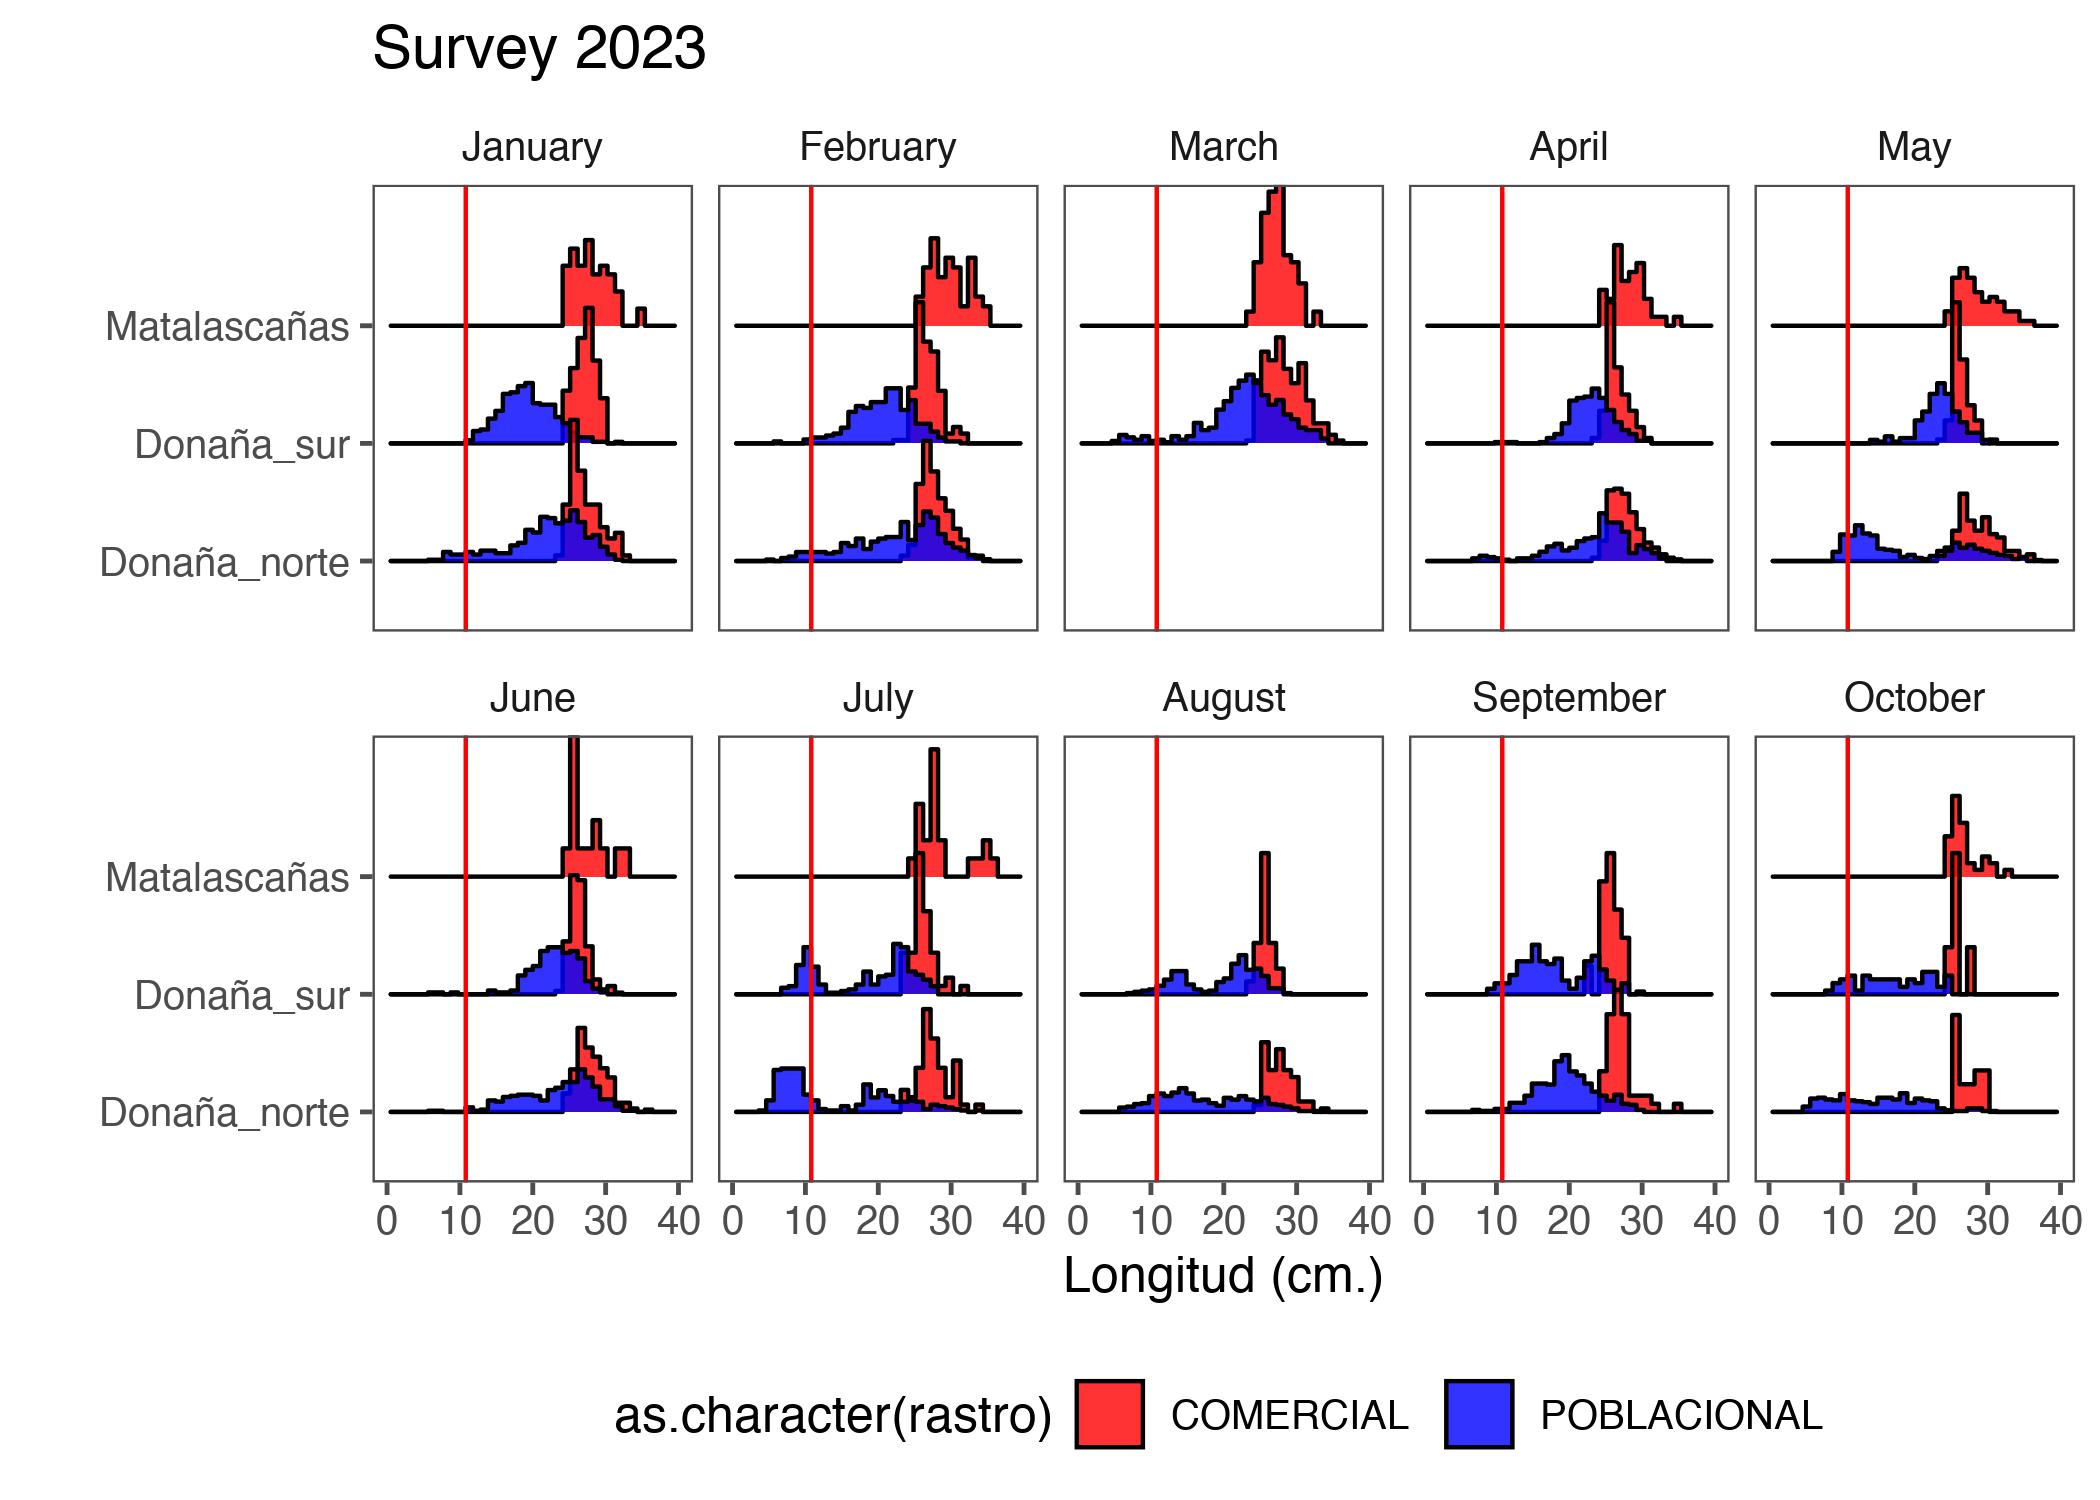 Survey 2023
January February March April May
Matalascañas
Donaña_sur
Donaña_norte
June July August September October
Matalascañas
Donaña_sur
Donaña_norte
0 10 20 30 40 0 10 20 30 40 0 10 20 30 40 0 10 20 30 40 0 10 20 30 40
Longitud (cm.)
as.character(rastro) COMERCIAL POBLACIONAL